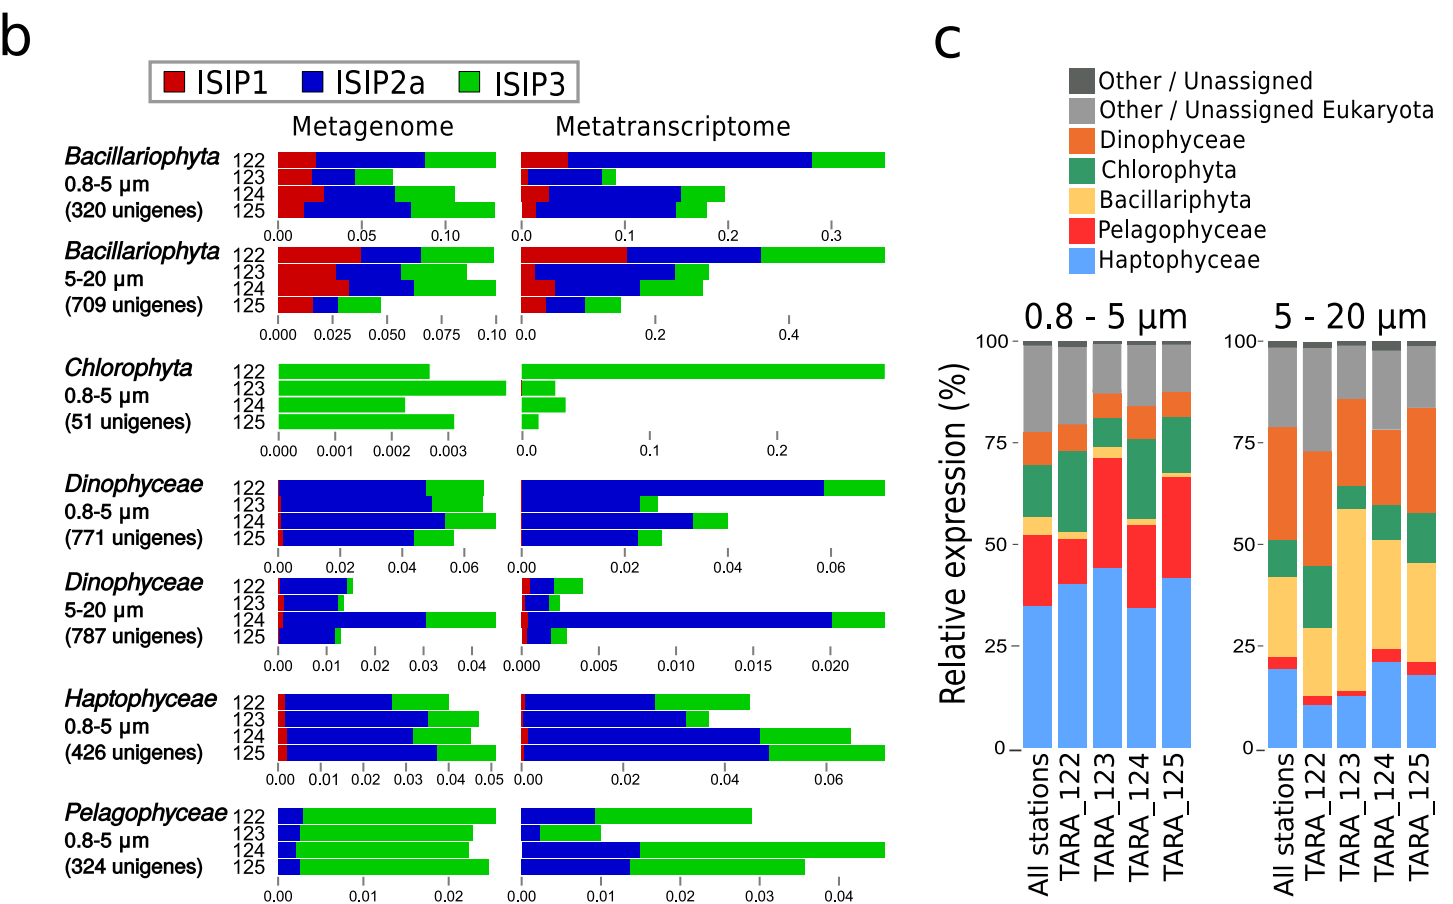 b
ISIP1 ISIP2a ISIP3
Metagenome Metatranscriptome
Bacillariophyta
0.8-5 µm
(320 unigenes)
122
123
124
125
0.00 0.05 0.10
0.0 0.1 0.2 0.3
Bacillariophyta
5-20 µm
(709 unigenes)
122
123
124
125
0.000 0.025 0.050 0.075 0.10
0.0 0.2 0.4
Chlorophyta
0.8-5 µm
(51 unigenes)
122
123
124
125
0.000 0.001 0.002 0.003
0.0 0.1 0.2
Dinophyceae
0.8-5 µm
(771 unigenes)
122
123
124
125
0.00 0.02 0.04 0.06
0.00 0.02 0.04 0.06
Dinophyceae
5-20 µm
(787 unigenes)
122
123
124
125
0.00 0.01 0.02 0.03 0.04
0.000 0.005 0.010 0.015 0.020
Haptophyceae
0.8-5 µm
(426 unigenes)
122
123
124
125
0.00 0.01 0.02 0.03 0.04 0.05
0.00 0.02 0.04 0.06
Pelagophyceae
0.8-5 µm
(324 unigenes)
122
123
124
125
0.00 0.01 0.02
0.00 0.01 0.02 0.03 0.04
c
Other / Unassigned
Other / Unassigned Eukaryota
Dinophyceae
Chlorophyta
Bacillariphyta
Pelagophyceae
Haptophyceae
Relative expression (%)
0.8 - 5 µm
100
75
50
25
0
All stations
TARA_122
TARA_123
TARA_124
TARA_125
5 - 20 µm
100
75
50
25
0
All stations
TARA_122
TARA_123
TARA_124
TARA_125